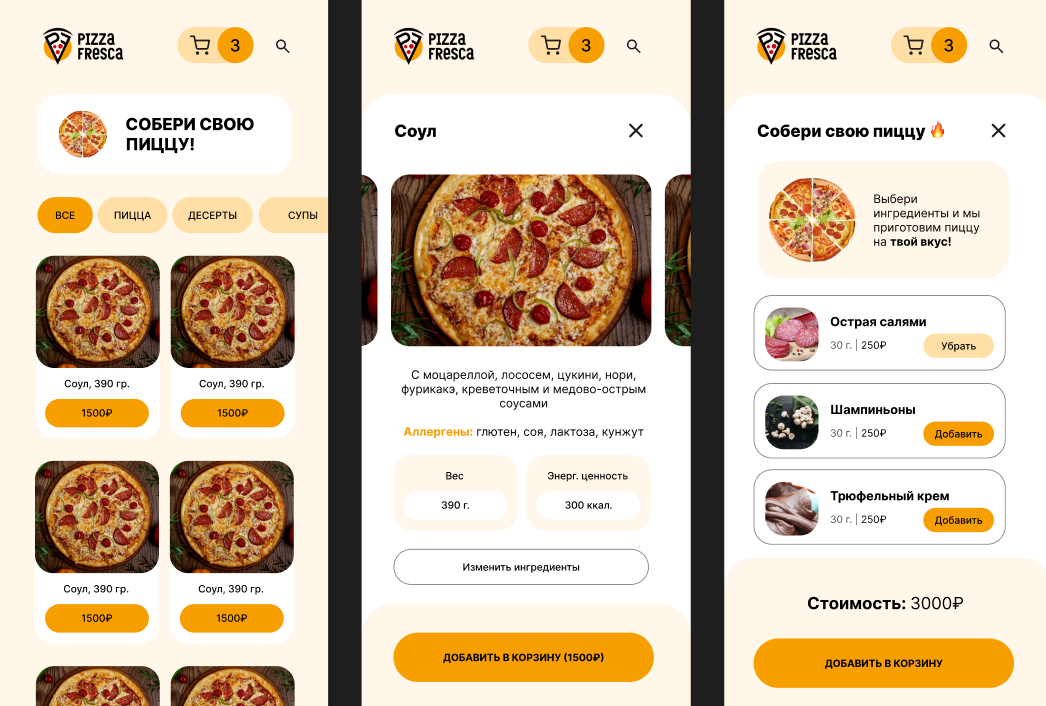 PIZZA
FRESCA
3
СОБЕРИ СВОЮ
ПИЦЦУ!
ВСЕ
ПИЦЦА
ДЕСЕРТЫ
СУПЫ
Соул, 390 гр.
1500₽
Соул, 390 гр.
1500₽
Соул, 390 гр.
1500₽
Соул, 390 гр.
1500₽
PIZZA
FRESCA
3
Соул
С моцареллой, лососем, цукини, нори,
фурикакэ, креветочным и медово-острым
соусами
Аллергены: глютен, соя, лактоза, кунжут
Вес
390 г.
Энерг. ценность
300 ккал.
Изменить ингредиенты
ДОБАВИТЬ В КОРЗИНУ (1500₽)
PIZZA
FRESCA
3
Собери свою пиццу 🔥
Выбери
ингредиенты и мы
приготовим пиццу
на твой вкус!
Острая салями
30 г. | 250₽
Убрать
Шампиньоны
30 г. | 250₽
Добавить
Трюфельный крем
30 г. | 250₽
Добавить
Стоимость: 3000₽
ДОБАВИТЬ В КОРЗИНУ